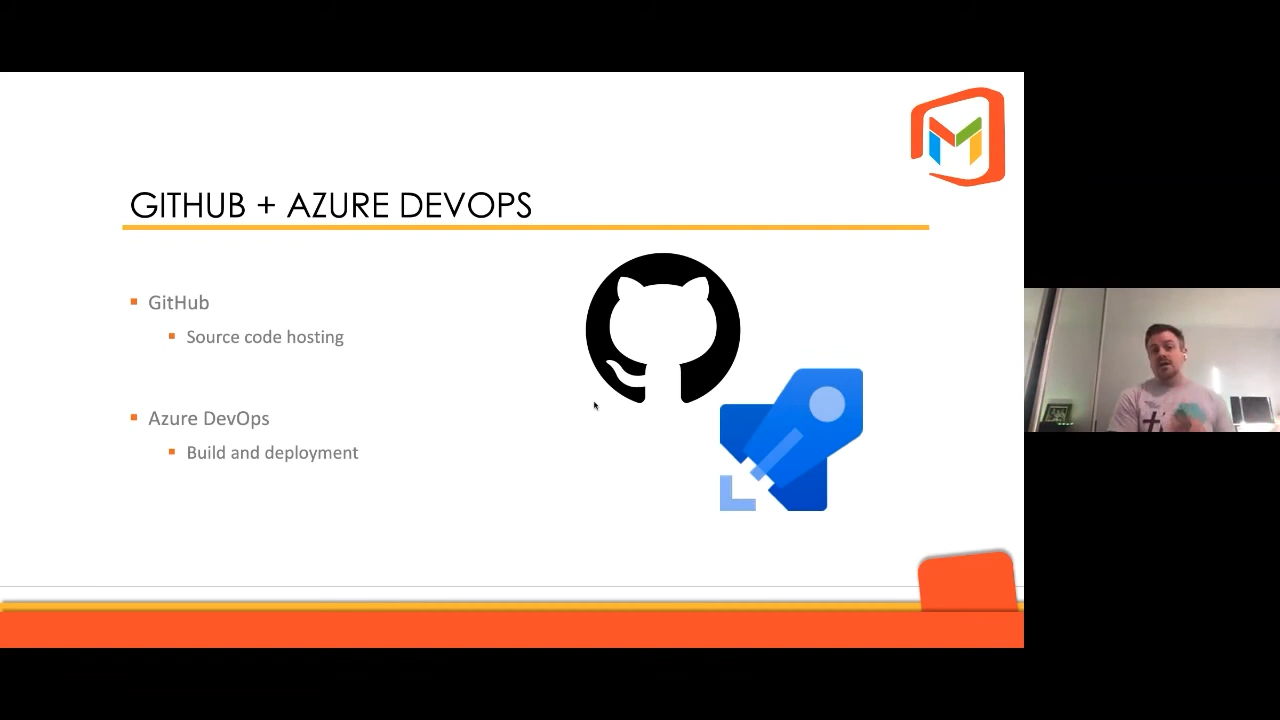 GITHUB + AZURE DEVOPS
GitHub
Source code hosting
Azure DevOps
Build and deployment